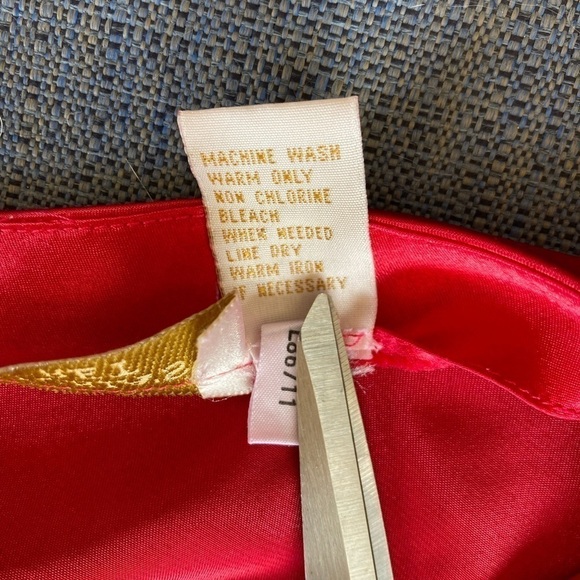 MACHINE WASH
WARM ONLY
NON CHLORINE
BLEACH
WHEN NEEDED
LINE DRY
WARM IRON
IF NECESSARY